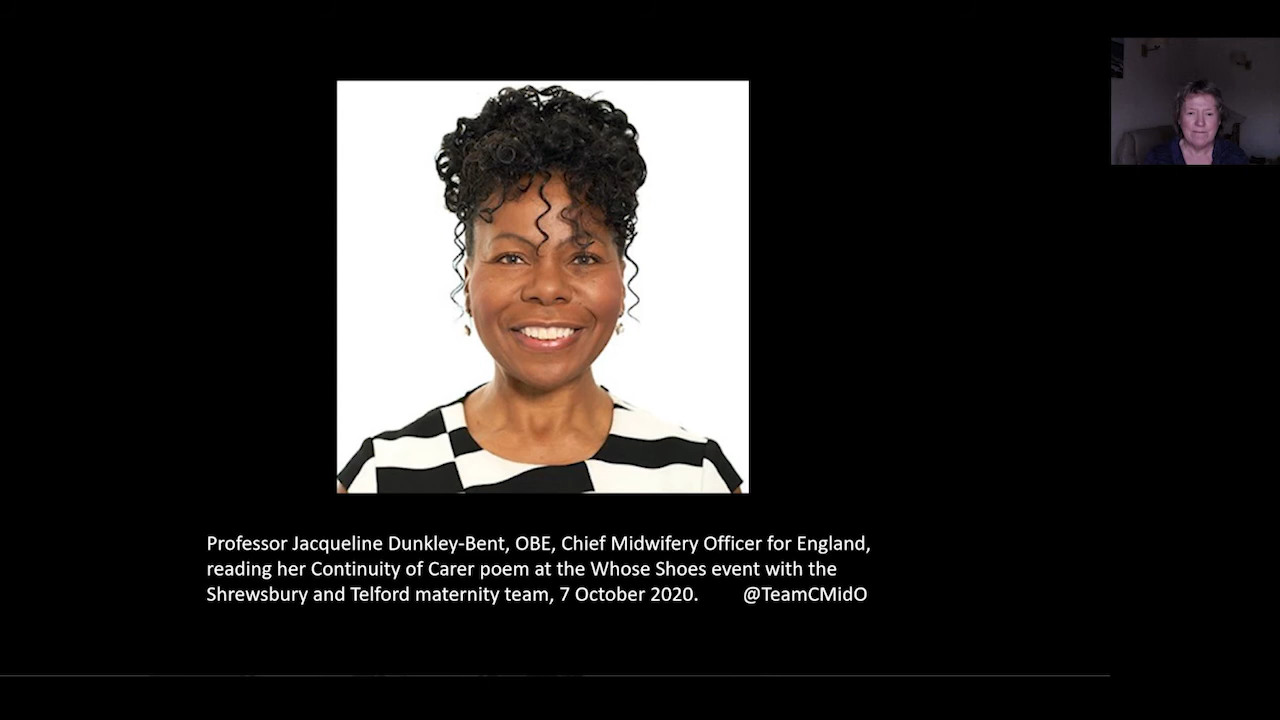 Professor Jacqueline Dunkley-Bent, OBE, Chief Midwifery Officer for England,
reading her Continuity of Carer poem at the Whose Shoes event with the
Shrewsbury and Telford maternity team, 7 October 2020. @TeamCMidO